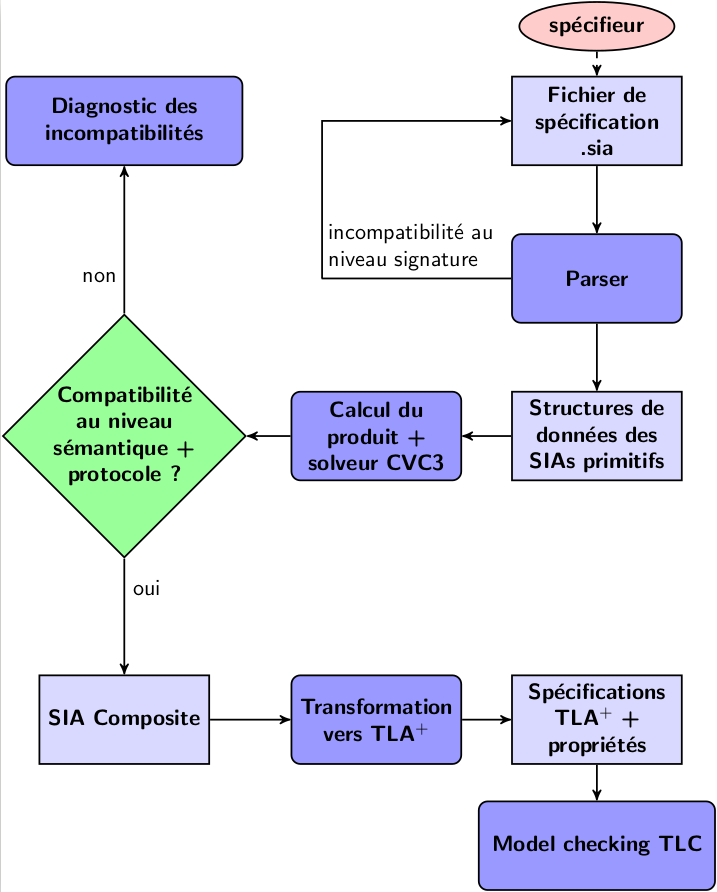 spécifieur
Fichier de
spécification
.sia
Diagnostic des
incompatibilités
incompatibilité au
niveau signature
Parser
non
Compatibilité
au niveau
sémantique +
protocole ?
Calcul du
produit +
solveur CVC3
Structures de
données des
SIAs primitifs
oui
SIA Composite
Transformation
vers TLA⁺
Spécifications
TLA⁺ +
propriétés
Model checking TLC